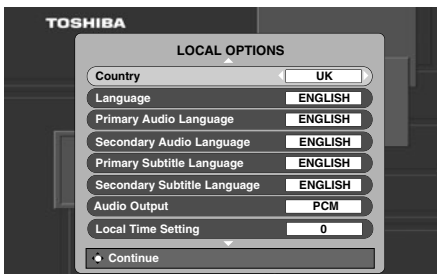 TOSHIBA
LOCAL OPTIONS
Country UK
Language ENGLISH
Primary Audio Language ENGLISH
Secondary Audio Language ENGLISH
Primary Subtitle Language ENGLISH
Secondary Subtitle Language ENGLISH
Audio Output PCM
Local Time Setting 0
Continue